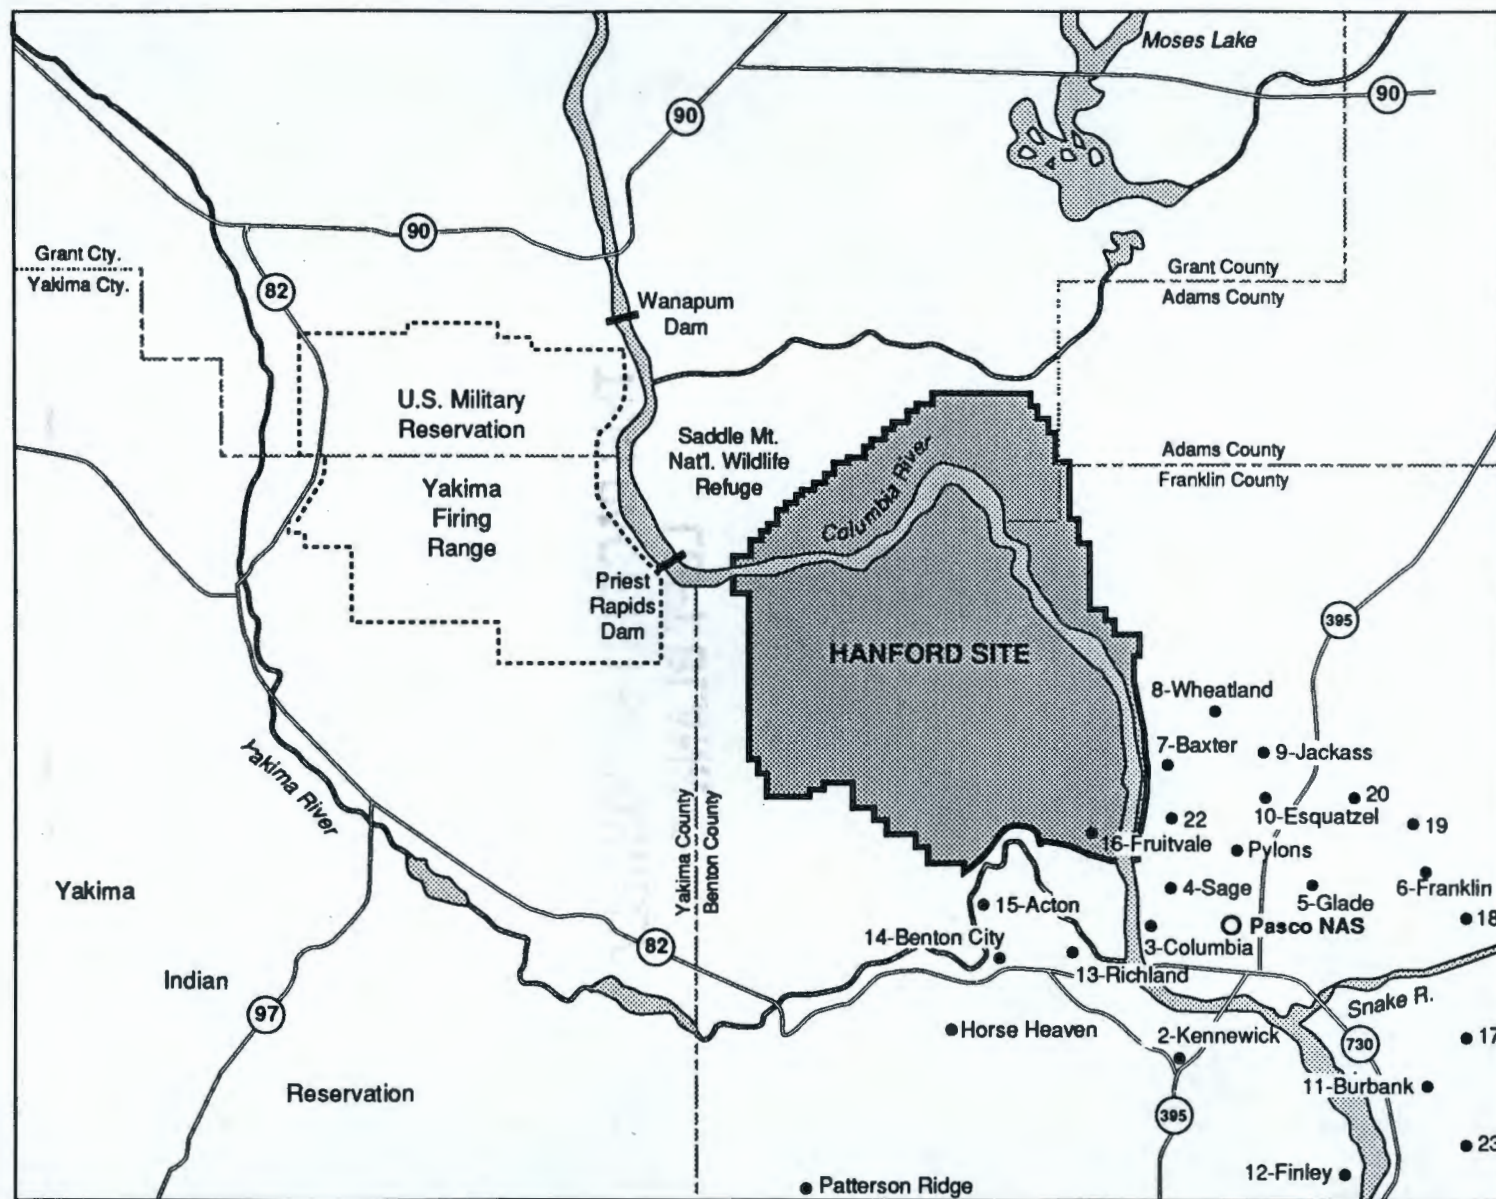 Moses Lake
90
90
90
Grant Cty.
Yakima Cty.
82
Grant County
Adams County
Wanapum
Dam
U.S. Military
Reservation
Saddle Mt.
Nat'l. Wildlife
Refuge
Columbia River
Adams County
Franklin County
Yakima
Firing
Range
Priest
Rapids
Dam
395
HANFORD SITE
8-Wheatland
7-Baxter
9-Jackass
Yakima River
Yakima County
Benton County
20
10-Esquatzel
22
19
16-Fruitvale
Pylons
Yakima
4-Sage
5-Glade
6-Franklin
15-Acton
18
Pasco NAS
14-Benton City
3-Columbia
82
13-Richland
Indian
97
Snake R.
Horse Heaven
2-Kennewick
730
17
Reservation
11-Burbank
395
23
12-Finley
Patterson Ridge